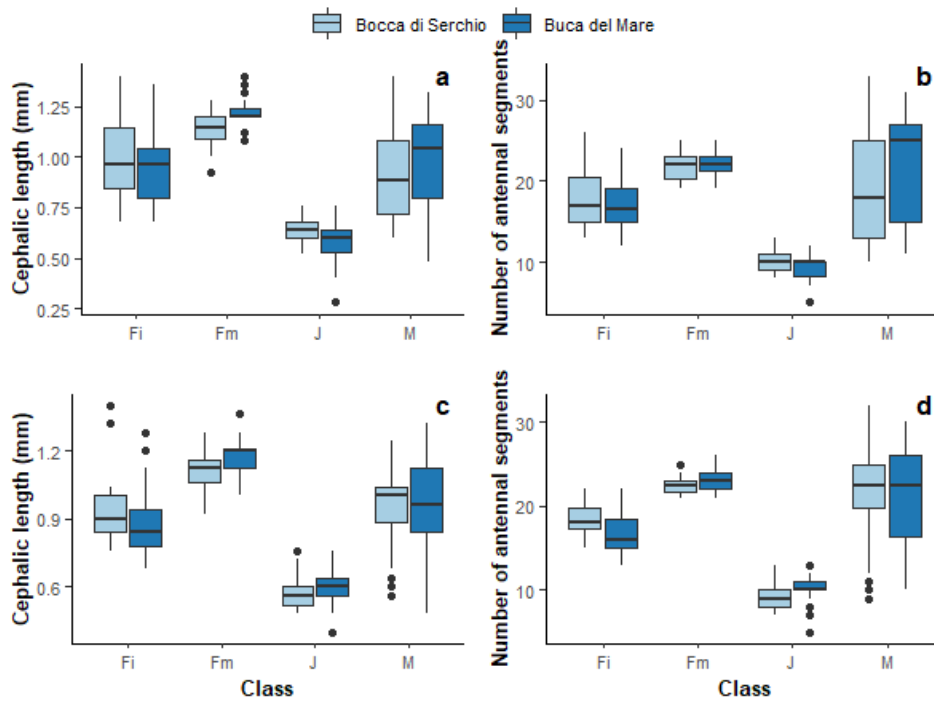 Bocca di Serchio Buca del Mare
a
Cephalic length (mm)
1.25
1.00
0.75
0.50
0.25
Fi Fm J M
b
Number of antennal segments
30
20
10
Fi Fm J M
c
Cephalic length (mm)
1.2
0.9
0.6
Fi Fm J M
Class
d
Number of antennal segments
30
20
10
Fi Fm J M
Class